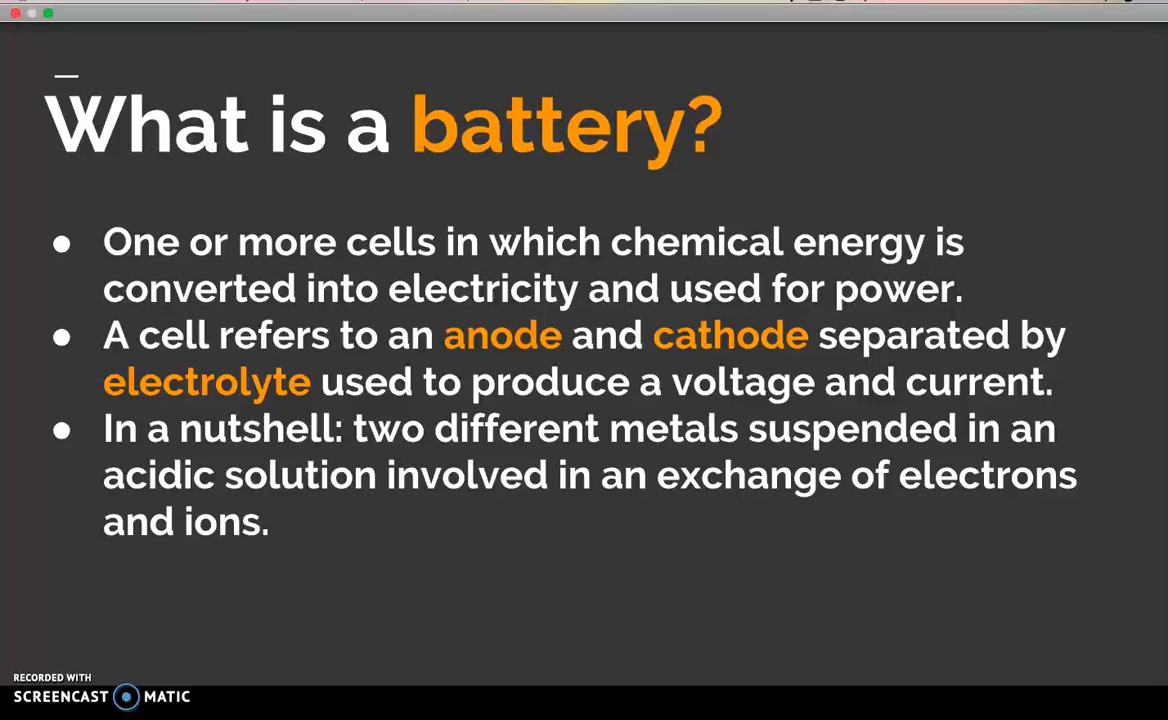 What is a battery?
● One or more cells in which chemical energy is
converted into electricity and used for power.
● A cell refers to an anode and cathode separated by
electrolyte used to produce a voltage and current.
● In a nutshell: two different metals suspended in an
acidic solution involved in an exchange of electrons
and ions.
RECORDED WITH
SCREENCAST MATIC